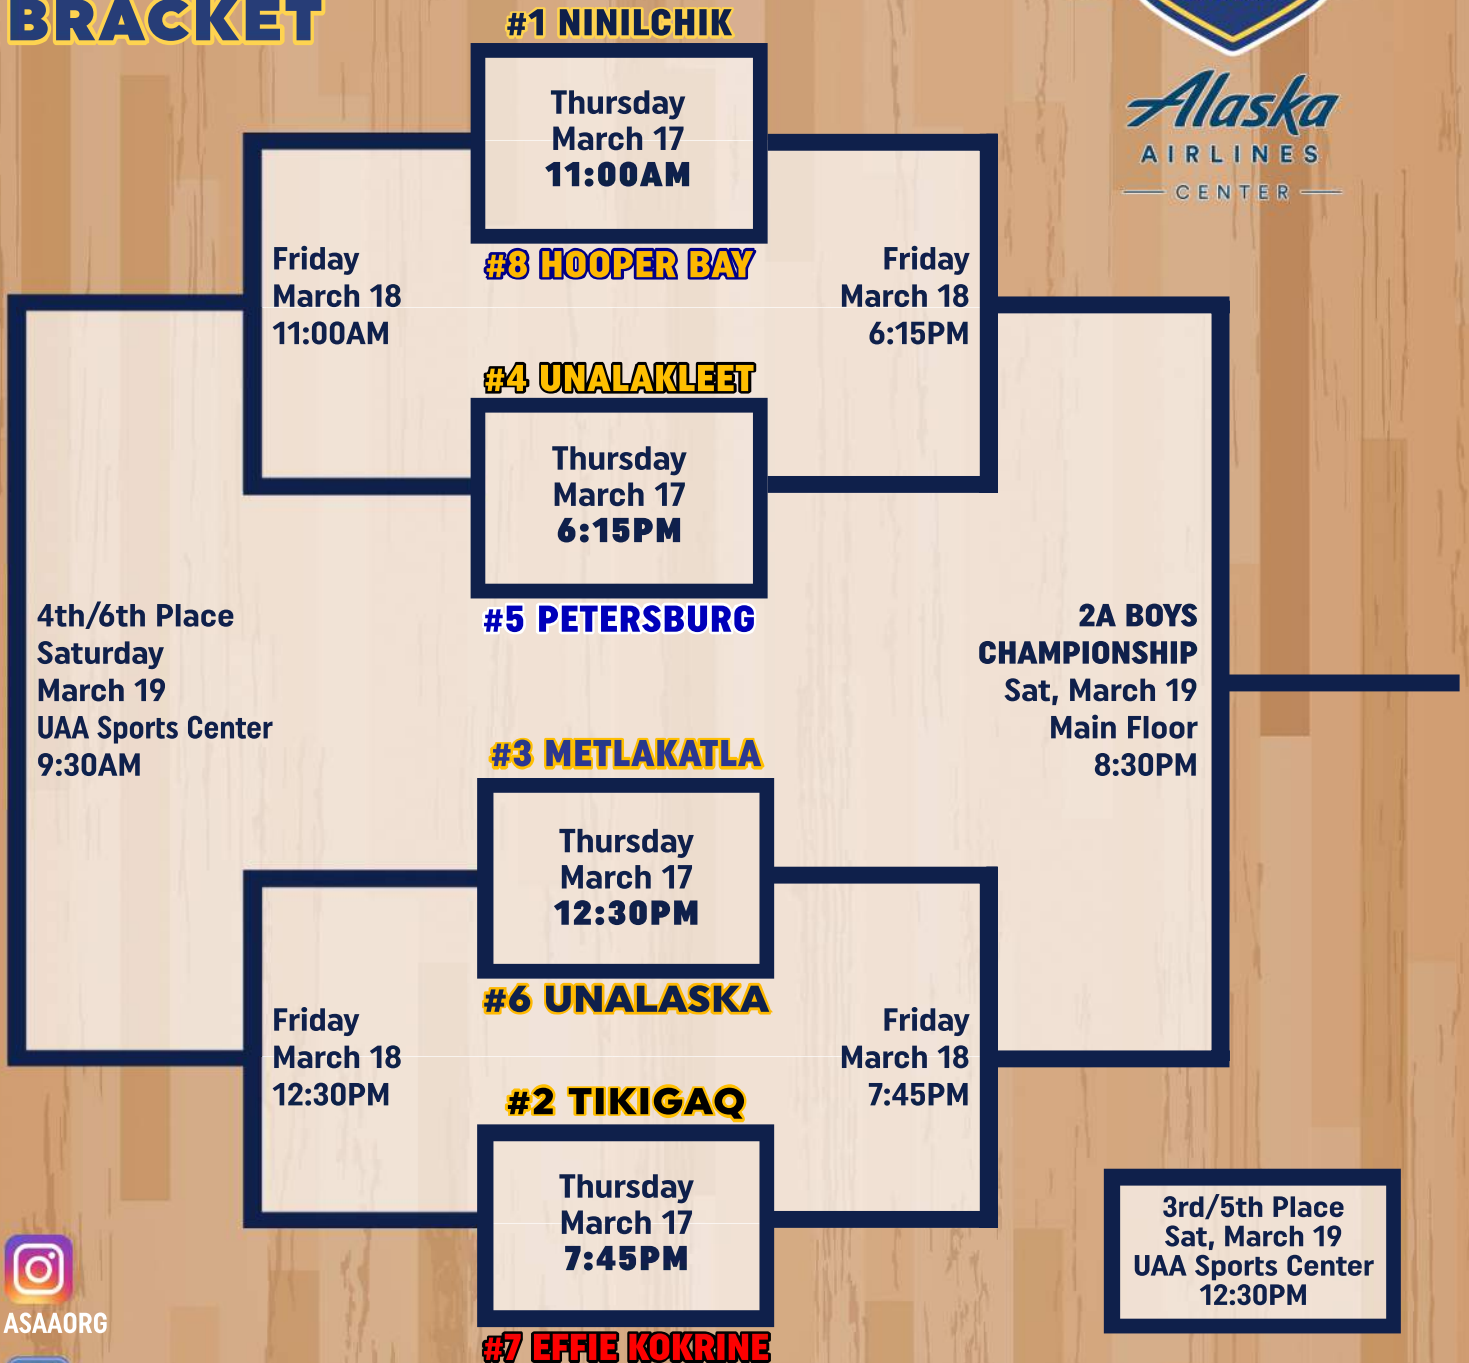 BRACKET
#1 NINILCHIK
Thursday
March 17
11:00AM
#8 HOOPER BAY
Alaska
AIRLINES
CENTER
Friday
March 18
11:00AM
Friday
March 18
6:15PM
#4 UNALAKLEET
Thursday
March 17
6:15PM
#5 PETERSBURG
4th/6th Place
Saturday
March 19
UAA Sports Center
9:30AM
2A BOYS
CHAMPIONSHIP
Sat, March 19
Main Floor
8:30PM
#3 METLAKATLA
Thursday
March 17
12:30PM
#6 UNALASKA
Friday
March 18
12:30PM
Friday
March 18
7:45PM
#2 TIKIGAQ
Thursday
March 17
7:45PM
#7 EFFIE KOKRINE
3rd/5th Place
Sat, March 19
UAA Sports Center
12:30PM
ASAAORG